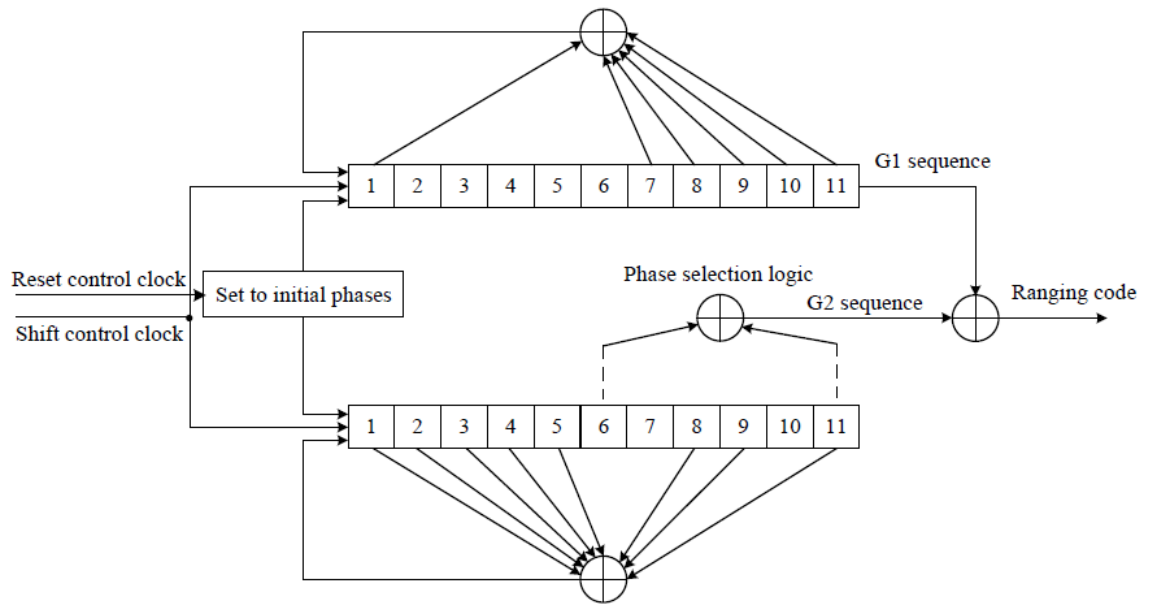 1 2 3 4 5 6 7 8 9 10 11
G1 sequence
Reset control clock
Set to initial phases
Shift control clock
Phase selection logic
G2 sequence
Ranging code
1 2 3 4 5 6 7 8 9 10 11